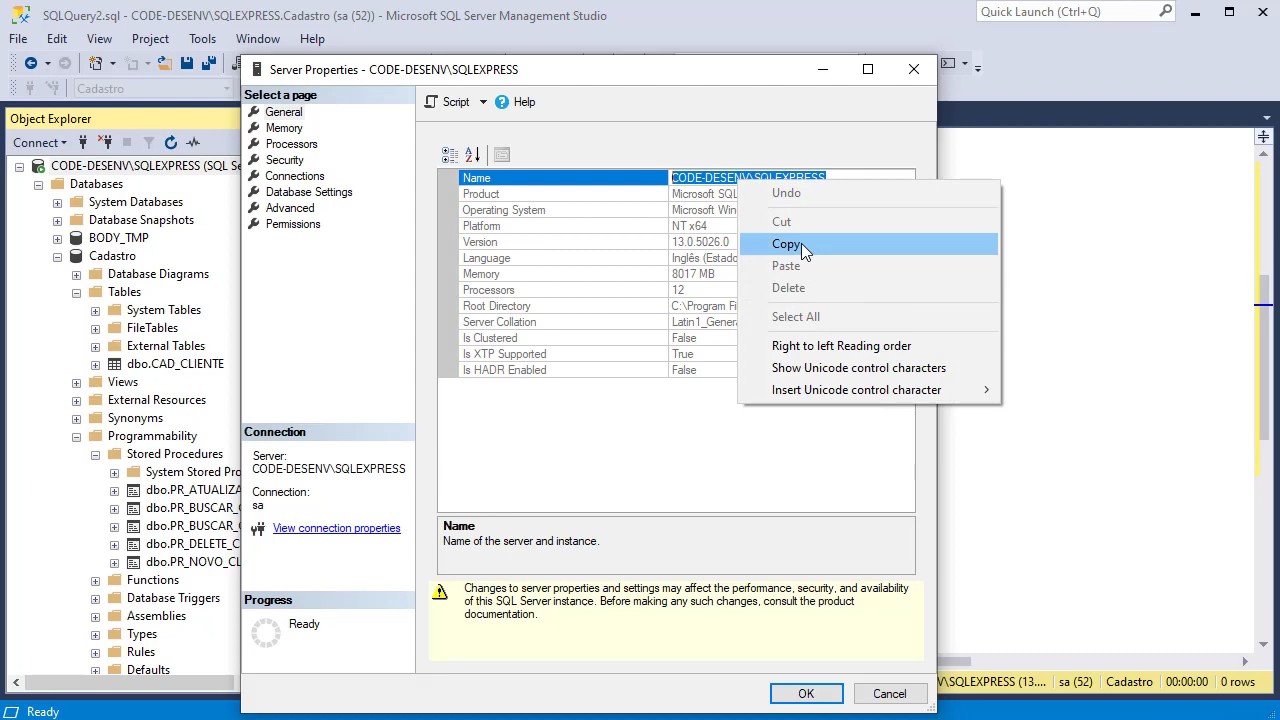 SQLQuery2.sql - CODE-DESENV\SQLEXPRESS.Cadastro (sa (52)) - Microsoft SQL Server Management Studio
Quick Launch (Ctrl+Q)
File Edit View Project Tools Window Help
Cadastro
Object Explorer
Connect
CODE-DESENV\SQLEXPRESS (SQL Se
Databases
System Databases
Database Snapshots
BODY_TMP
Cadastro
Database Diagrams
Tables
System Tables
FileTables
External Tables
dbo.CAD_CLIENTE
Views
External Resources
Synonyms
Programmability
Stored Procedures
System Stored Pro
dbo.PR_ATUALIZA
dbo.PR_BUSCAR_
dbo.PR_BUSCAR_
dbo.PR_DELETE_C
dbo.PR_NOVO_CL
Functions
Database Triggers
Assemblies
Types
Rules
Defaults
Server Properties - CODE-DESENV\SQLEXPRESS
Select a page
General
Memory
Processors
Security
Connections
Database Settings
Advanced
Permissions
Connection
Server:
CODE-DESENV\SQLEXPRESS
Connection:
sa
View connection properties
Progress
Ready
Script Help
Name CODE-DESENV\SQLEXPRESS
Product Microsoft SQL
Operating System Microsoft Win
Platform NT x64
Version 13.0.5026.0
Language Inglês (Estado
Memory 8017 MB
Processors 12
Root Directory C:\Program Fi
Server Collation Latin1_Genera
Is Clustered False
Is XTP Supported True
Is HADR Enabled False
Undo
Cut
Copy
Paste
Delete
Select All
Right to left Reading order
Show Unicode control characters
Insert Unicode control character
Name
Name of the server and instance.
Changes to server properties and settings may affect the performance, security, and availability
of this SQL Server instance. Before making any such changes, consult the product
documentation.
OK Cancel
V\SQLEXPRESS (13.... sa (52) Cadastro 00:00:00 0 rows
Ready